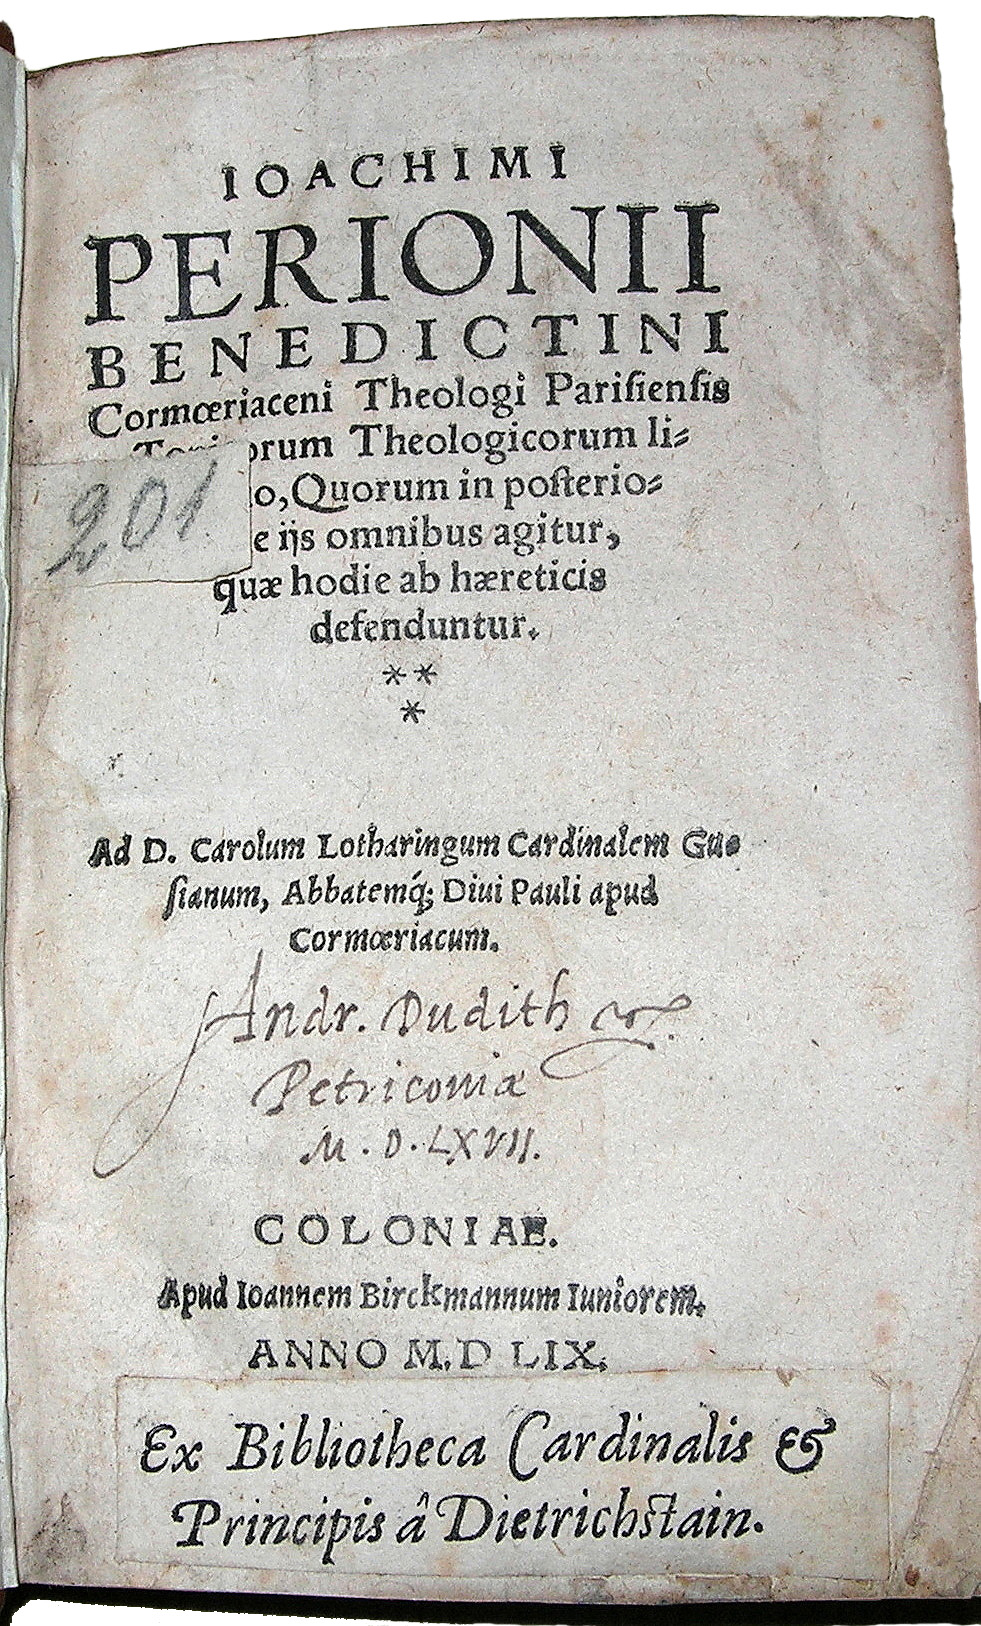 IOACHIMI
PERIONII
BENEDICTINI
Cormœriaceni Theologi Pariſienſis
orum Theologicorum li⸗
201
o, Quorum in poſterio⸗
e ijs omnibus agitur,
quæ hodie ab hæreticis
defenduntur.
* *
*
Ad D. Carolum Lotharingum Cardinalem Gue
ſianum, Abbatemq́; Diui Pauli apud
Cormœriacum.
Andr. Dudith
Petricouiæ
M. D. LXVII.
COLONIAE.
Apud Ioannem Birckmannum Iuniorem.
ANNO M.D LIX.
Ex Bibliotheca Cardinalis &
Principis â Dietrichſtain.